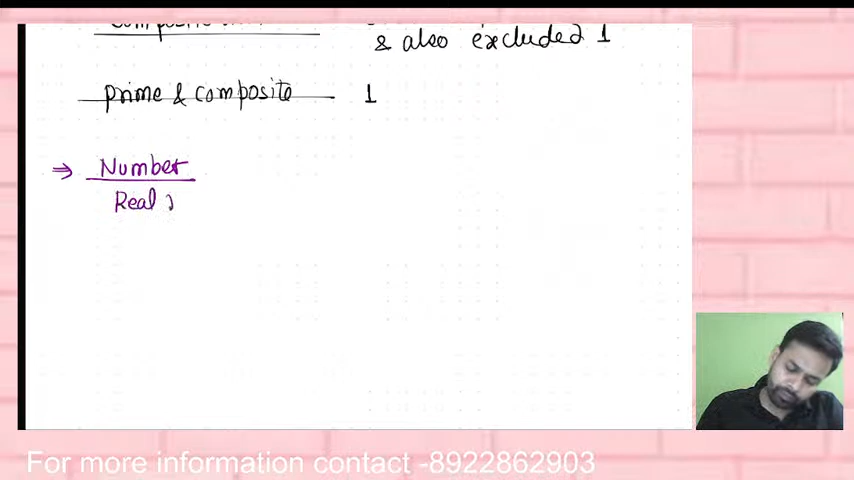 & also excluded 1
prime & composite 1
⇒ Number
Real
For more information contact -8922862903